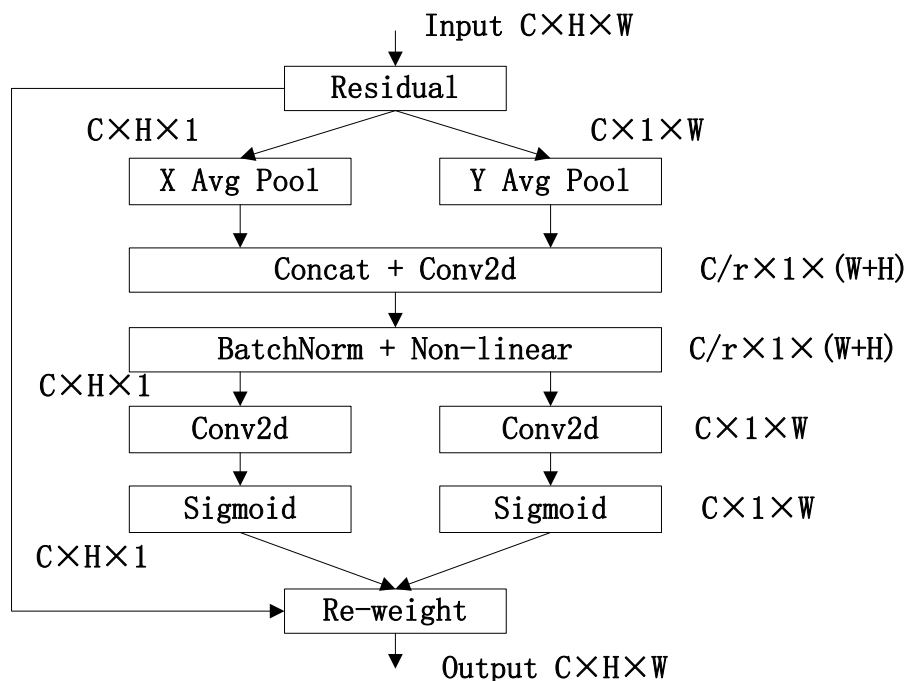 Input C×H×W
Residual
C×H×1
C×1×W
X Avg Pool
Y Avg Pool
Concat + Conv2d
C/r×1×(W+H)
BatchNorm + Non-linear
C/r×1×(W+H)
C×H×1
Conv2d
Conv2d
C×1×W
Sigmoid
Sigmoid
C×1×W
C×H×1
Re-weight
Output C×H×W